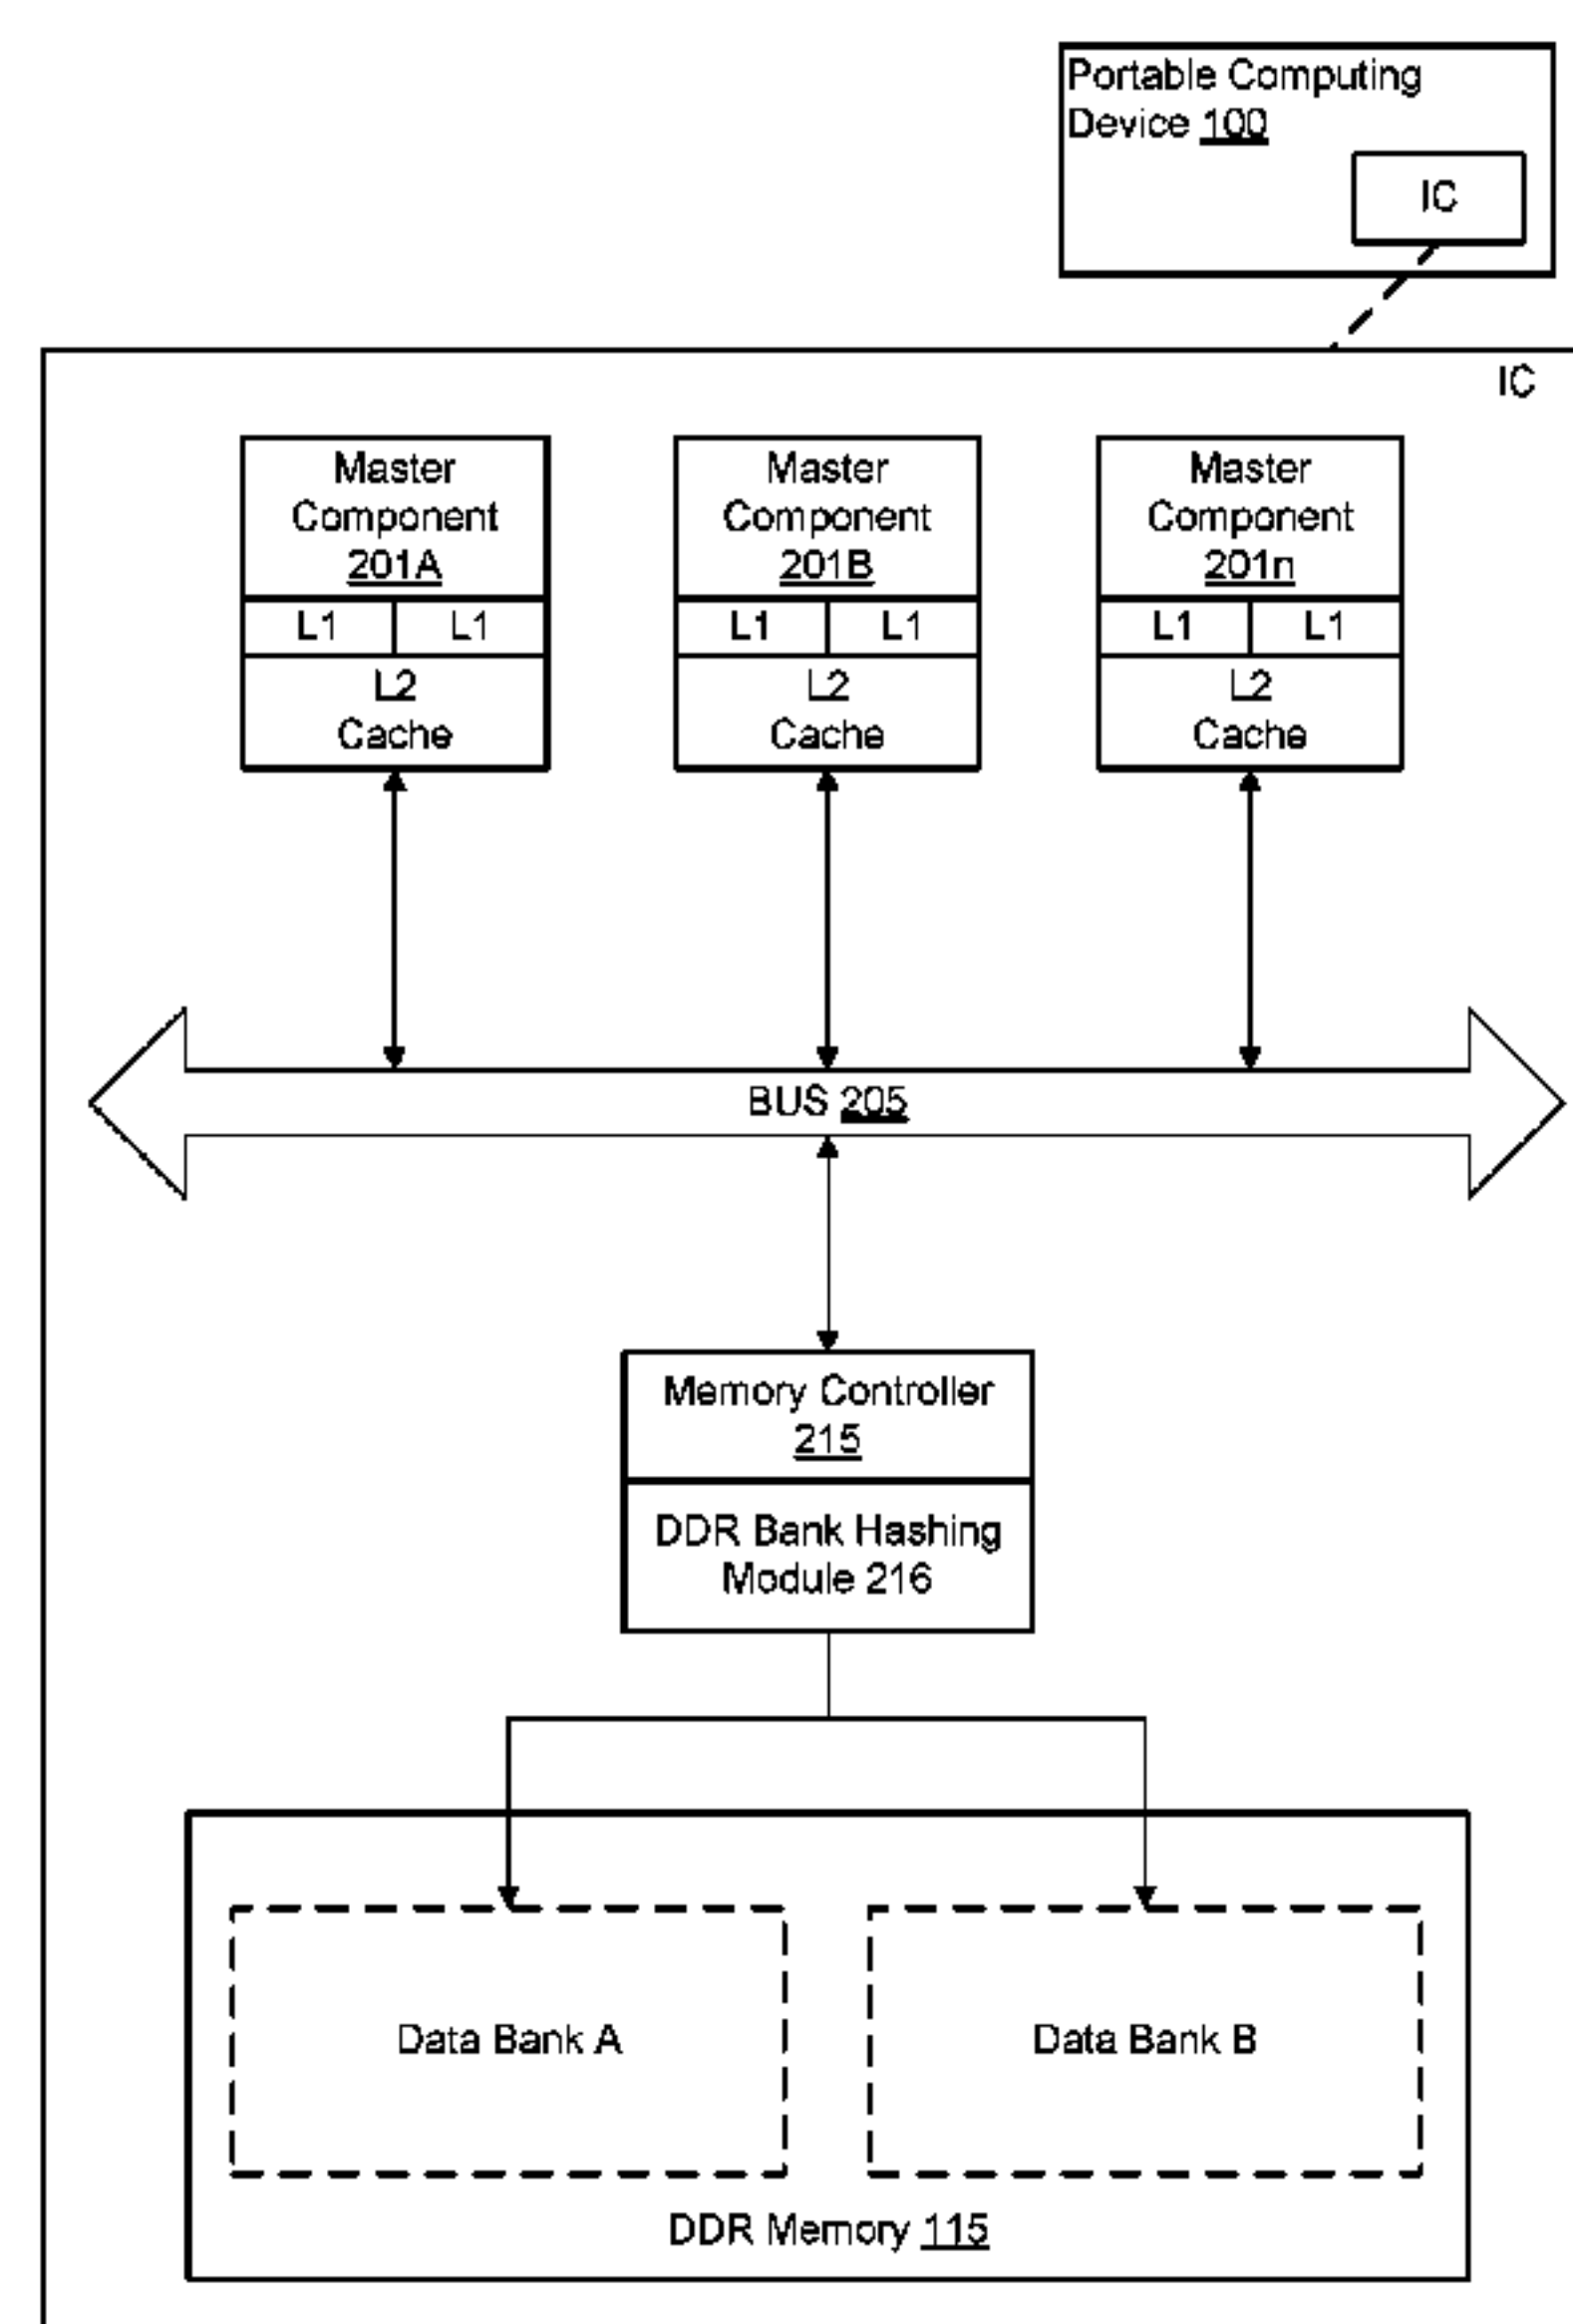 Portable Computing
Device 100
IC
IC
Master
Component
201A
L1 L1
L2
Cache
Master
Component
201B
L1 L1
L2
Cache
Master
Component
201n
L1 L1
L2
Cache
BUS 205
Memory Controller
215
DDR Bank Hashing
Module 216
Data Bank A
Data Bank B
DDR Memory 115